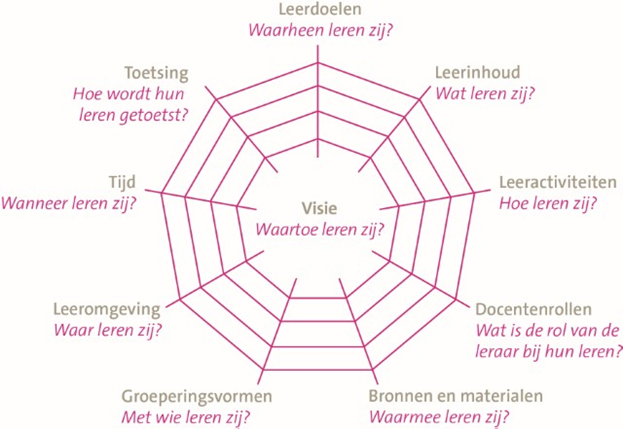 Leerdoelen
Waarheen leren zij?
Leerinhoud
Wat leren zij?
Leeractiviteiten
Hoe leren zij?
Docentenrollen
Wat is de rol van de
leraar bij hun leren?
Bronnen en materialen
Waarmee leren zij?
Groeperingsvormen
Met wie leren zij?
Leeromgeving
Waar leren zij?
Tijd
Wanneer leren zij?
Toetsing
Hoe wordt hun
leren getoetst?
Visie
Waartoe leren zij?